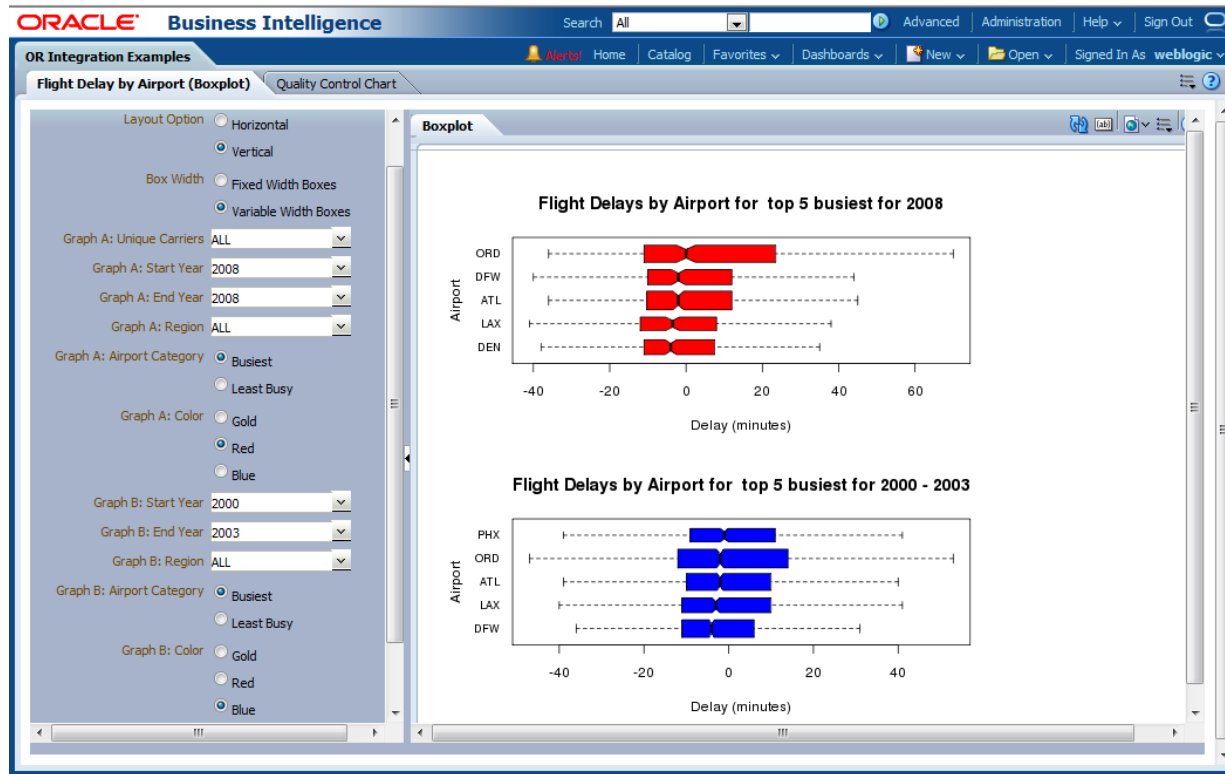 ORACLE Business Intelligence
Search All Advanced Administration Help Sign Out
OR Integration Examples
Alerts! Home Catalog Favorites Dashboards New Open Signed In As weblogic
Flight Delay by Airport (Boxplot) Quality Control Chart
Layout Option Horizontal
Vertical
Box Width Fixed Width Boxes
Variable Width Boxes
Graph A: Unique Carriers ALL
Graph A: Start Year 2008
Graph A: End Year 2008
Graph A: Region ALL
Graph A: Airport Category Busiest
Least Busy
Graph A: Color Gold
Red
Blue
Graph B: Start Year 2000
Graph B: End Year 2003
Graph B: Region ALL
Graph B: Airport Category Busiest
Least Busy
Graph B: Color Gold
Red
Blue
Boxplot
Flight Delays by Airport for top 5 busiest for 2008
Airport
ORD
DFW
ATL
LAX
DEN
-40 -20 0 20 40 60
Delay (minutes)
Flight Delays by Airport for top 5 busiest for 2000 - 2003
Airport
PHX
ORD
ATL
LAX
DFW
-40 -20 0 20 40
Delay (minutes)